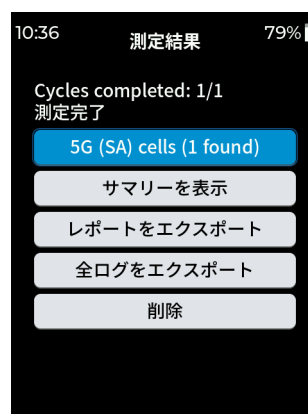 10:36
測定結果
79%
Cycles completed: 1/1
測定完了
5G (SA) cells (1 found)
サマリーを表示
レポートをエクスポート
全ログをエクスポート
削除